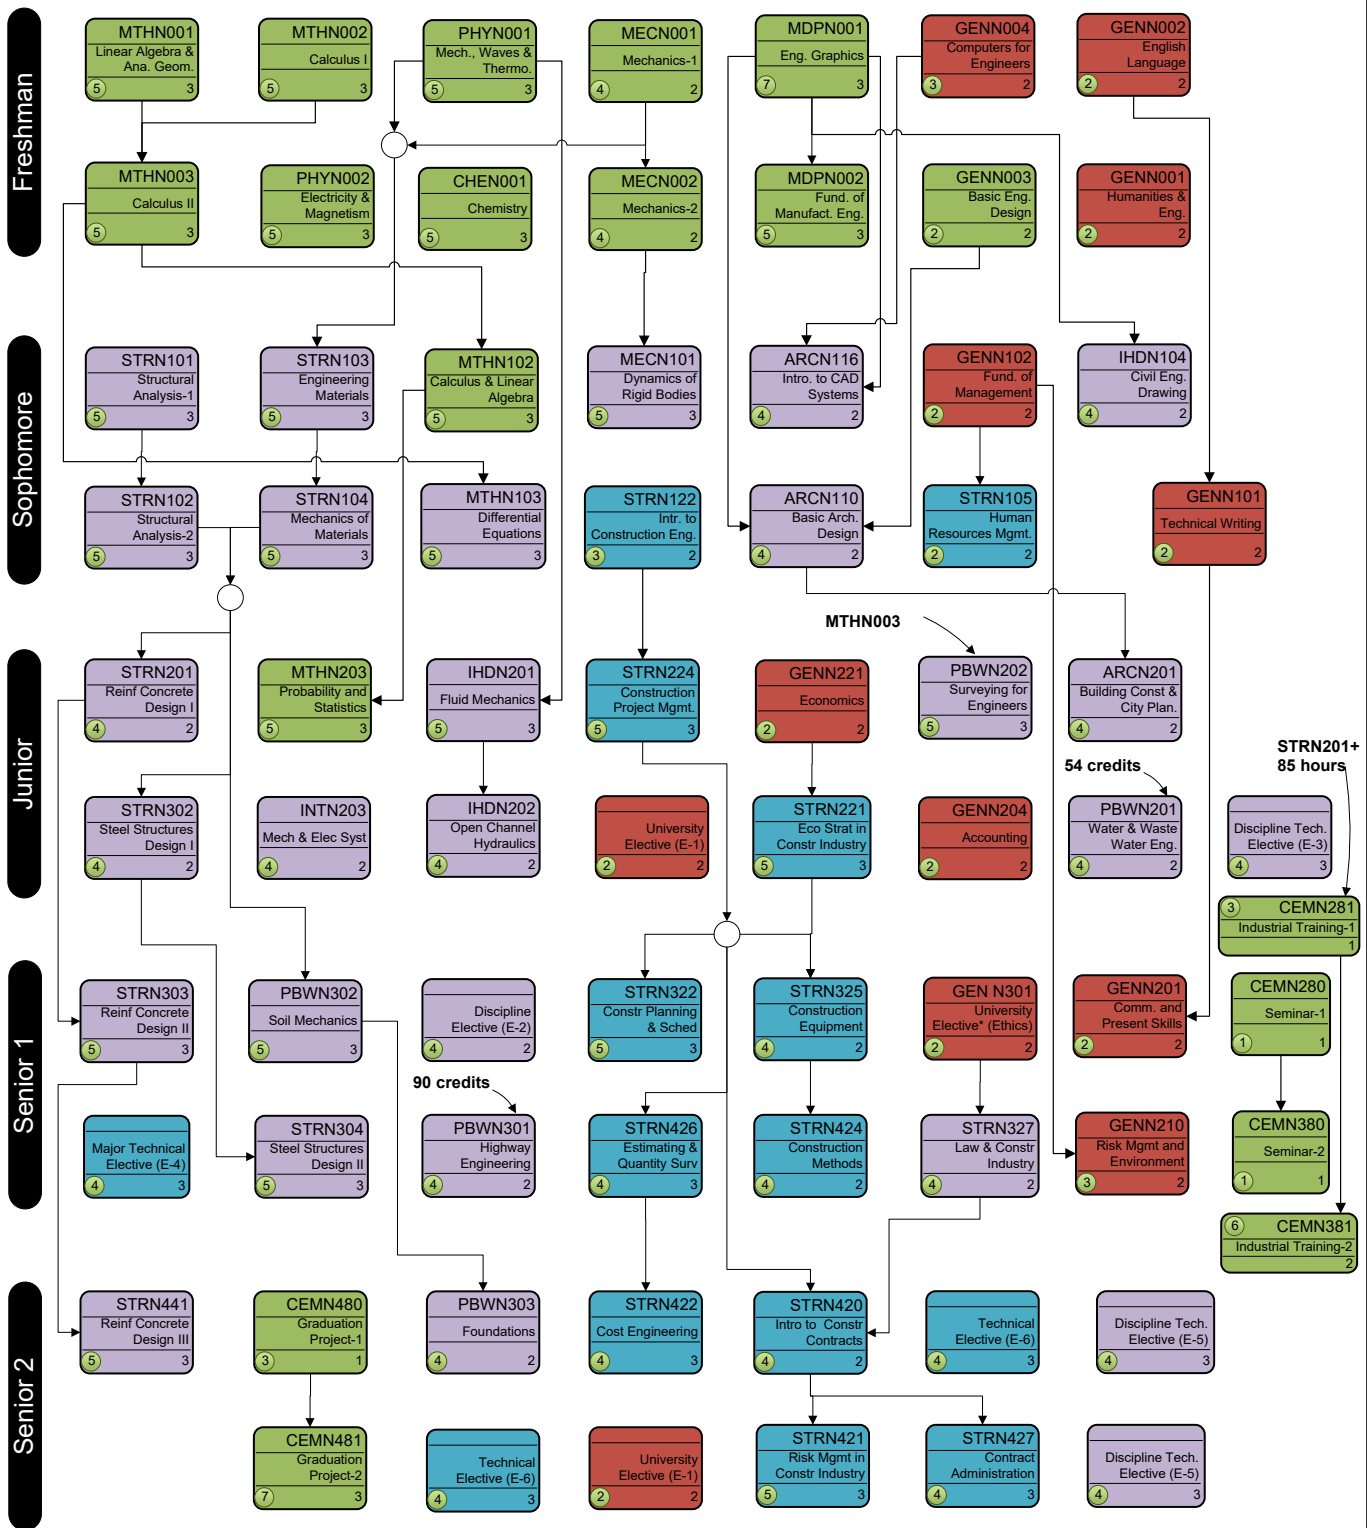 Freshman
MTHN001
Linear Algebra &
Ana. Geom.
5 3
MTHN002
Calculus I
5 3
PHYN001
Mech., Waves &
Thermo.
5 3
MECN001
Mechanics-1
4 2
MDPN001
Eng. Graphics
7 3
GENN004
Computers for
Engineers
3 2
GENN002
English
Language
2 2
MTHN003
Calculus II
5 3
PHYN002
Electricity &
Magnetism
5 3
CHEN001
Chemistry
5 3
MECN002
Mechanics-2
4 2
MDPN002
Fund. of
Manufact. Eng.
5 3
GENN003
Basic Eng.
Design
2 2
GENN001
Humanities &
Eng.
2 2
Sophomore
STRN101
Structural
Analysis-1
5 3
STRN103
Engineering
Materials
5 3
MTHN102
Calculus & Linear
Algebra
5 3
MECN101
Dynamics of
Rigid Bodies
5 3
ARCN116
Intro. to CAD
Systems
4 2
GENN102
Fund. of
Management
2 2
IHDN104
Civil Eng.
Drawing
4 2
STRN102
Structural
Analysis-2
5 3
STRN104
Mechanics of
Materials
5 3
MTHN103
Differential
Equations
5 3
STRN122
Intr. to
Construction Eng.
3 2
ARCN110
Basic Arch.
Design
4 2
STRN105
Human
Resources Mgmt.
2 2
GENN101
Technical Writing
2 2
Junior
MTHN003
STRN201
Reinf Concrete
Design I
4 2
MTHN203
Probability and
Statistics
5 3
IHDN201
Fluid Mechanics
5 3
STRN224
Construction
Project Mgmt.
5 3
GENN221
Economics
2 2
PBWN202
Surveying for
Engineers
5 3
ARCN201
Building Const &
City Plan.
4 2
STRN201+
85 hours
54 credits
STRN302
Steel Structures
Design I
4 2
INTN203
Mech & Elec Syst
4 2
IHDN202
Open Channel
Hydraulics
4 2
University
Elective (E-1)
2 2
STRN221
Eco Strat in
Constr Industry
5 3
GENN204
Accounting
2 2
PBWN201
Water & Waste
Water Eng.
4 2
Discipline Tech.
Elective (E-3)
4 3
3 CEMN281
Industrial Training-1
1
Senior 1
STRN303
Reinf Concrete
Design II
5 3
PBWN302
Soil Mechanics
5 3
Discipline
Elective (E-2)
4 2
STRN322
Constr Planning
& Sched
5 3
STRN325
Construction
Equipment
4 2
GEN N301
University
Elective* (Ethics)
2 2
GENN201
Comm. and
Present Skills
2 2
CEMN280
Seminar-1
1 1
90 credits
Major Technical
Elective (E-4)
4 3
STRN304
Steel Structures
Design II
5 3
PBWN301
Highway
Engineering
4 2
STRN426
Estimating &
Quantity Surv
4 3
STRN424
Construction
Methods
4 2
STRN327
Law & Constr
Industry
4 2
GENN210
Risk Mgmt and
Environment
3 2
CEMN380
Seminar-2
1 1
6 CEMN381
Industrial Training-2
2
Senior 2
STRN441
Reinf Concrete
Design III
5 3
CEMN480
Graduation
Project-1
3 1
PBWN303
Foundations
4 2
STRN422
Cost Engineering
4 3
STRN420
Intro to Constr
Contracts
4 2
Technical
Elective (E-6)
4 3
Discipline Tech.
Elective (E-5)
4 3
CEMN481
Graduation
Project-2
7 3
Technical
Elective (E-6)
4 3
University
Elective (E-1)
2 2
STRN421
Risk Mgmt in
Constr Industry
5 3
STRN427
Contract
Administration
4 3
Discipline Tech.
Elective (E-5)
4 3